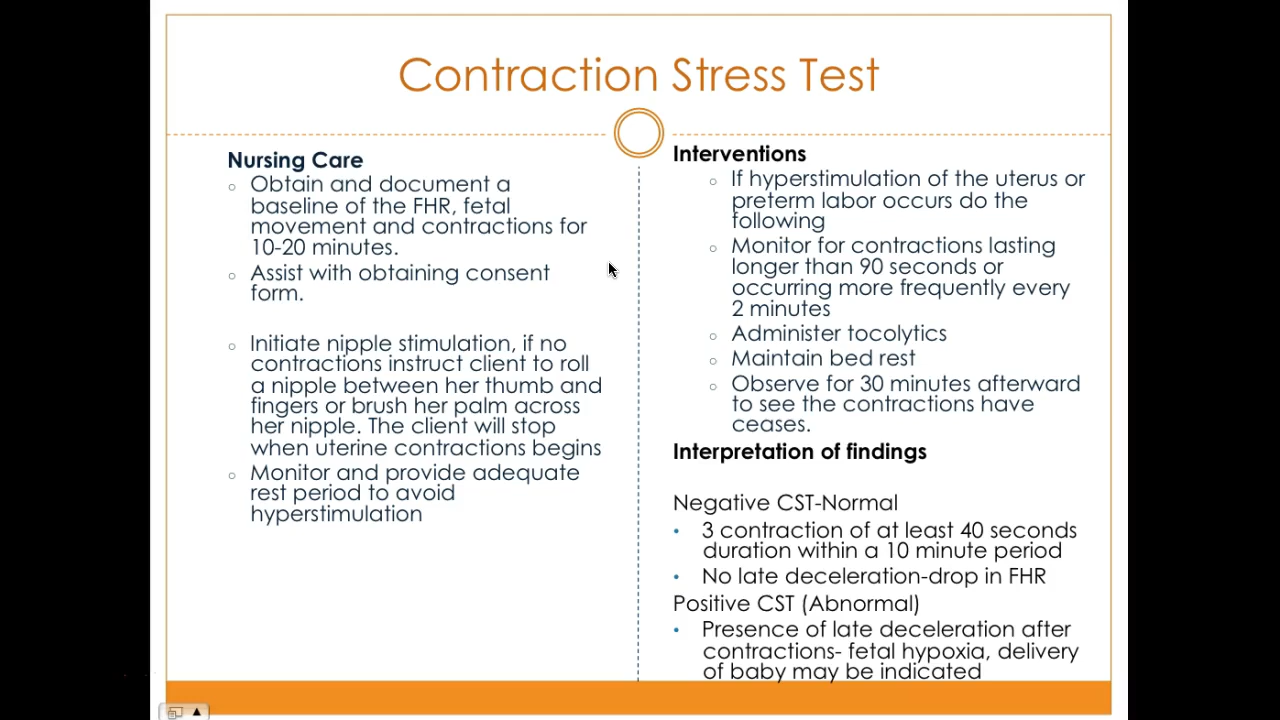 Contraction Stress Test
Nursing Care
Obtain and document a
baseline of the FHR, fetal
movement and contractions for
10-20 minutes.
Assist with obtaining consent
form.
Initiate nipple stimulation, if no
contractions instruct client to roll
a nipple between her thumb and
fingers or brush her palm across
her nipple. The client will stop
when uterine contractions begins
Monitor and provide adequate
rest period to avoid
hyperstimulation
Interventions
If hyperstimulation of the uterus or
preterm labor occurs do the
following
Monitor for contractions lasting
longer than 90 seconds or
occurring more frequently every
2 minutes
Administer tocolytics
Maintain bed rest
Observe for 30 minutes afterward
to see the contractions have
ceases.
Interpretation of findings
Negative CST-Normal
3 contraction of at least 40 seconds
duration within a 10 minute period
No late deceleration-drop in FHR
Positive CST (Abnormal)
Presence of late deceleration after
contractions- fetal hypoxia, delivery
of baby may be indicated